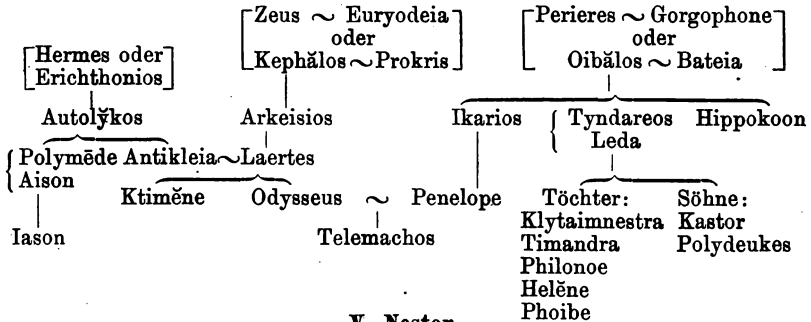 Zeus ~ Euryodeia Perieres ~ Gorgophone
Hermes oder oder oder
Erichthonios Kephălos ~ Prokris Oibălos ~ Bateia
Autolўkos Arkeisios Ikarios Tyndareos Hippokoon
Leda
Polymēde Antikleia ~ Laertes
Aison Ktimĕne Odysseus ~ Penelope Töchter: Söhne:
Klytaimnestra Kastor
Iason Telemachos Timandra Polydeukes
Philonoe
Helĕne
Phoibe
V. Nestor